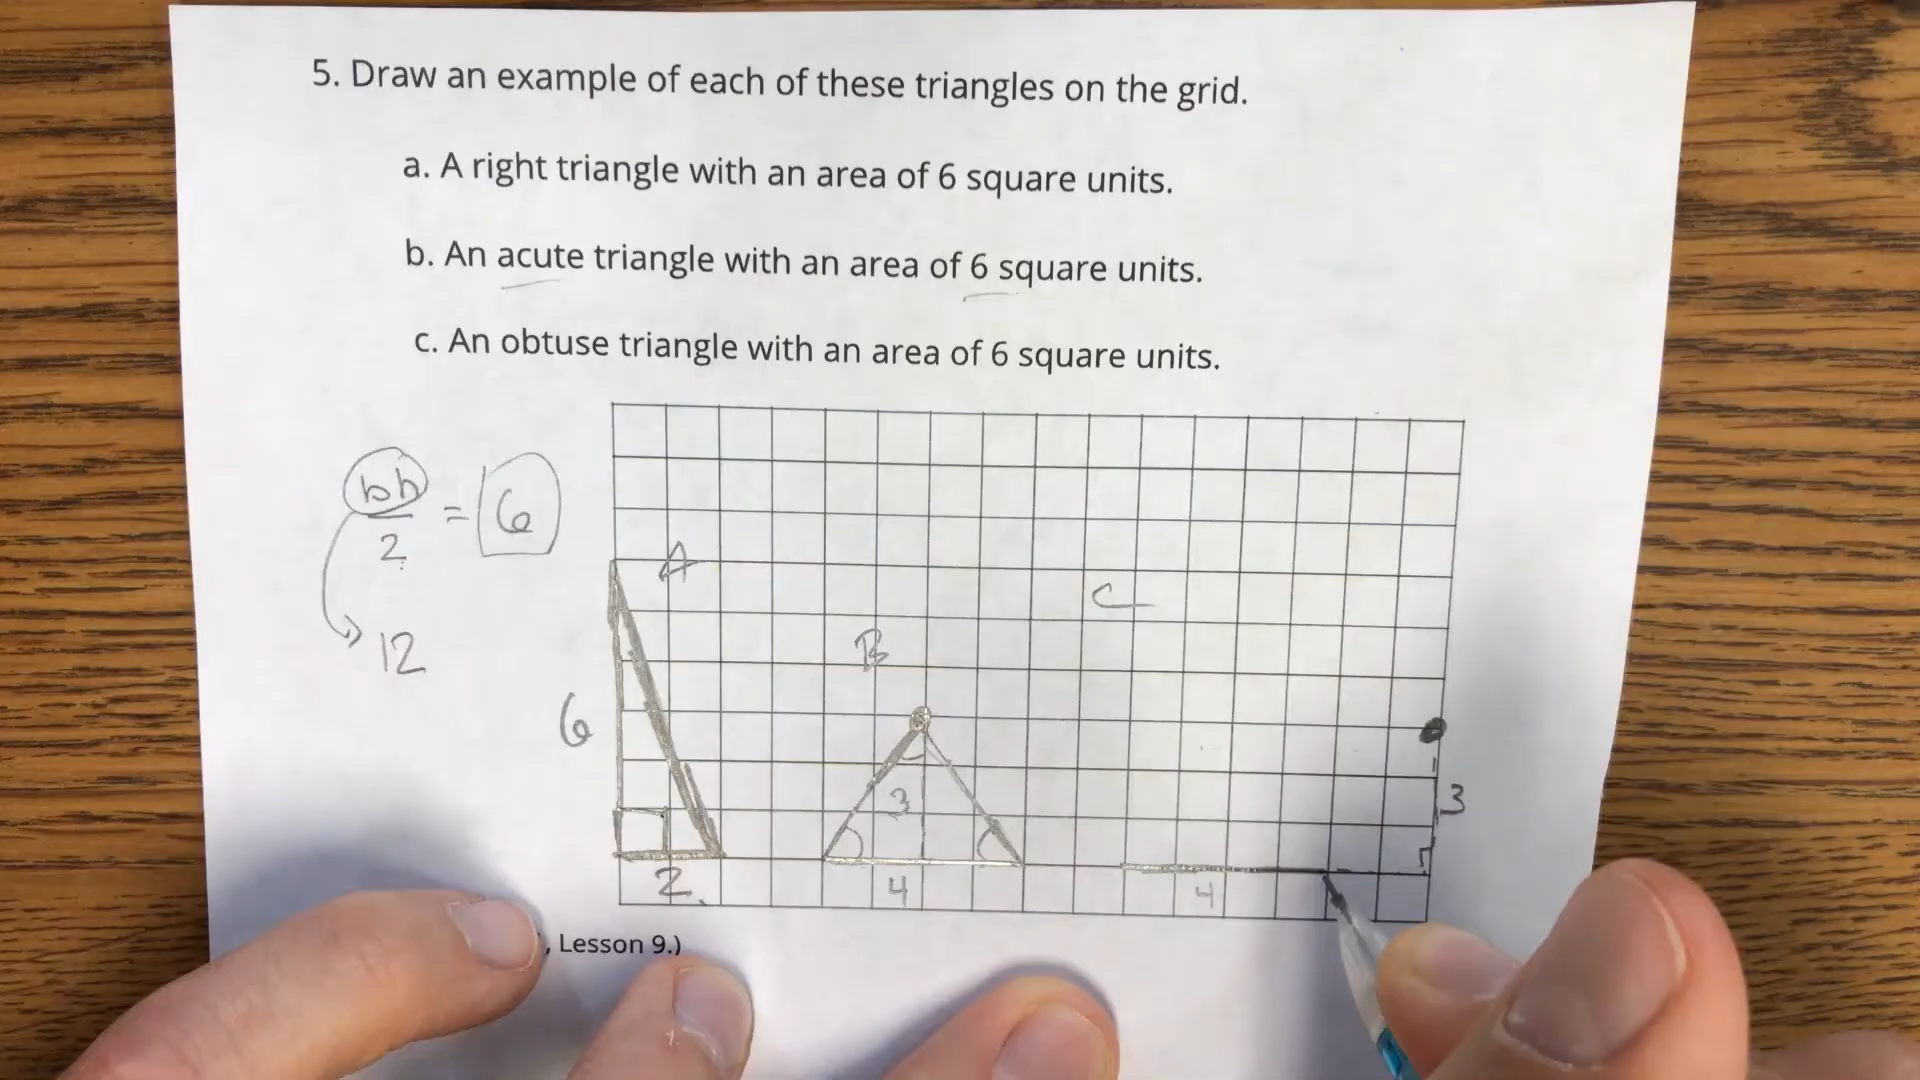 5. Draw an example of each of these triangles on the grid.
a. A right triangle with an area of 6 square units.
b. An acute triangle with an area of 6 square units.
c. An obtuse triangle with an area of 6 square units.
bh
2
= 6
12
A
B
C
6
2
3
4
4
3
, Lesson 9.)